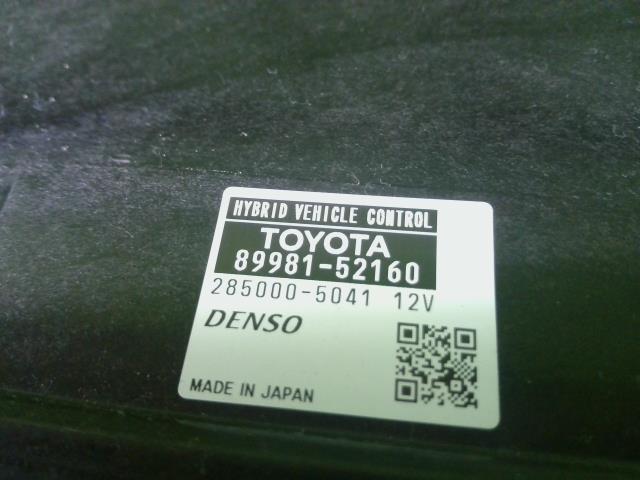 HYBRID VEHICLE CONTROL
TOYOTA
89981-52160
285000-5041 12V
DENSO
MADE IN JAPAN